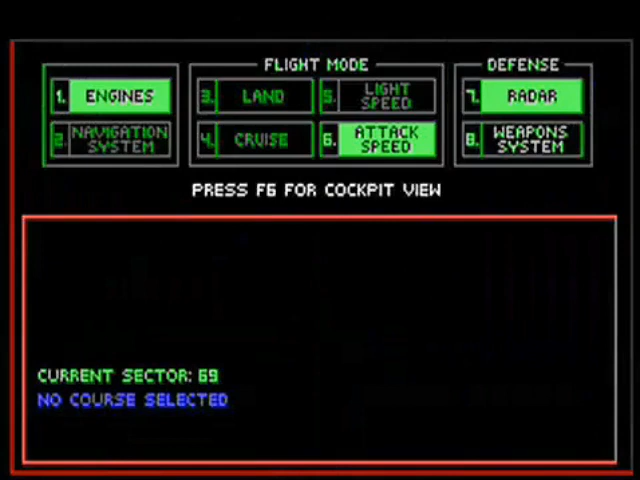 FLIGHT MODE
DEFENSE
1. ENGINES
3. LAND
5. LIGHT SPEED
7. RADAR
2. NAVIGATION SYSTEM
4. CRUISE
6. ATTACK SPEED
8. WEAPONS SYSTEM
PRESS F6 FOR COCKPIT VIEW
CURRENT SECTOR: 69
NO COURSE SELECTED